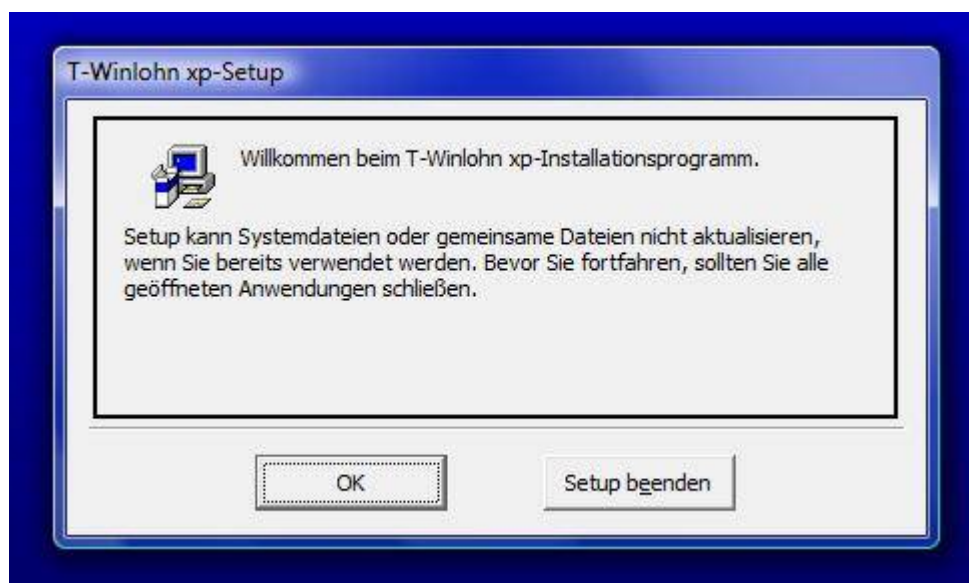 T-Winlohn xp-Setup
Willkommen beim T-Winlohn xp-Installationsprogramm.
Setup kann Systemdateien oder gemeinsame Dateien nicht aktualisieren,
wenn Sie bereits verwendet werden. Bevor Sie fortfahren, sollten Sie alle
geöffneten Anwendungen schließen.
OK
Setup beenden